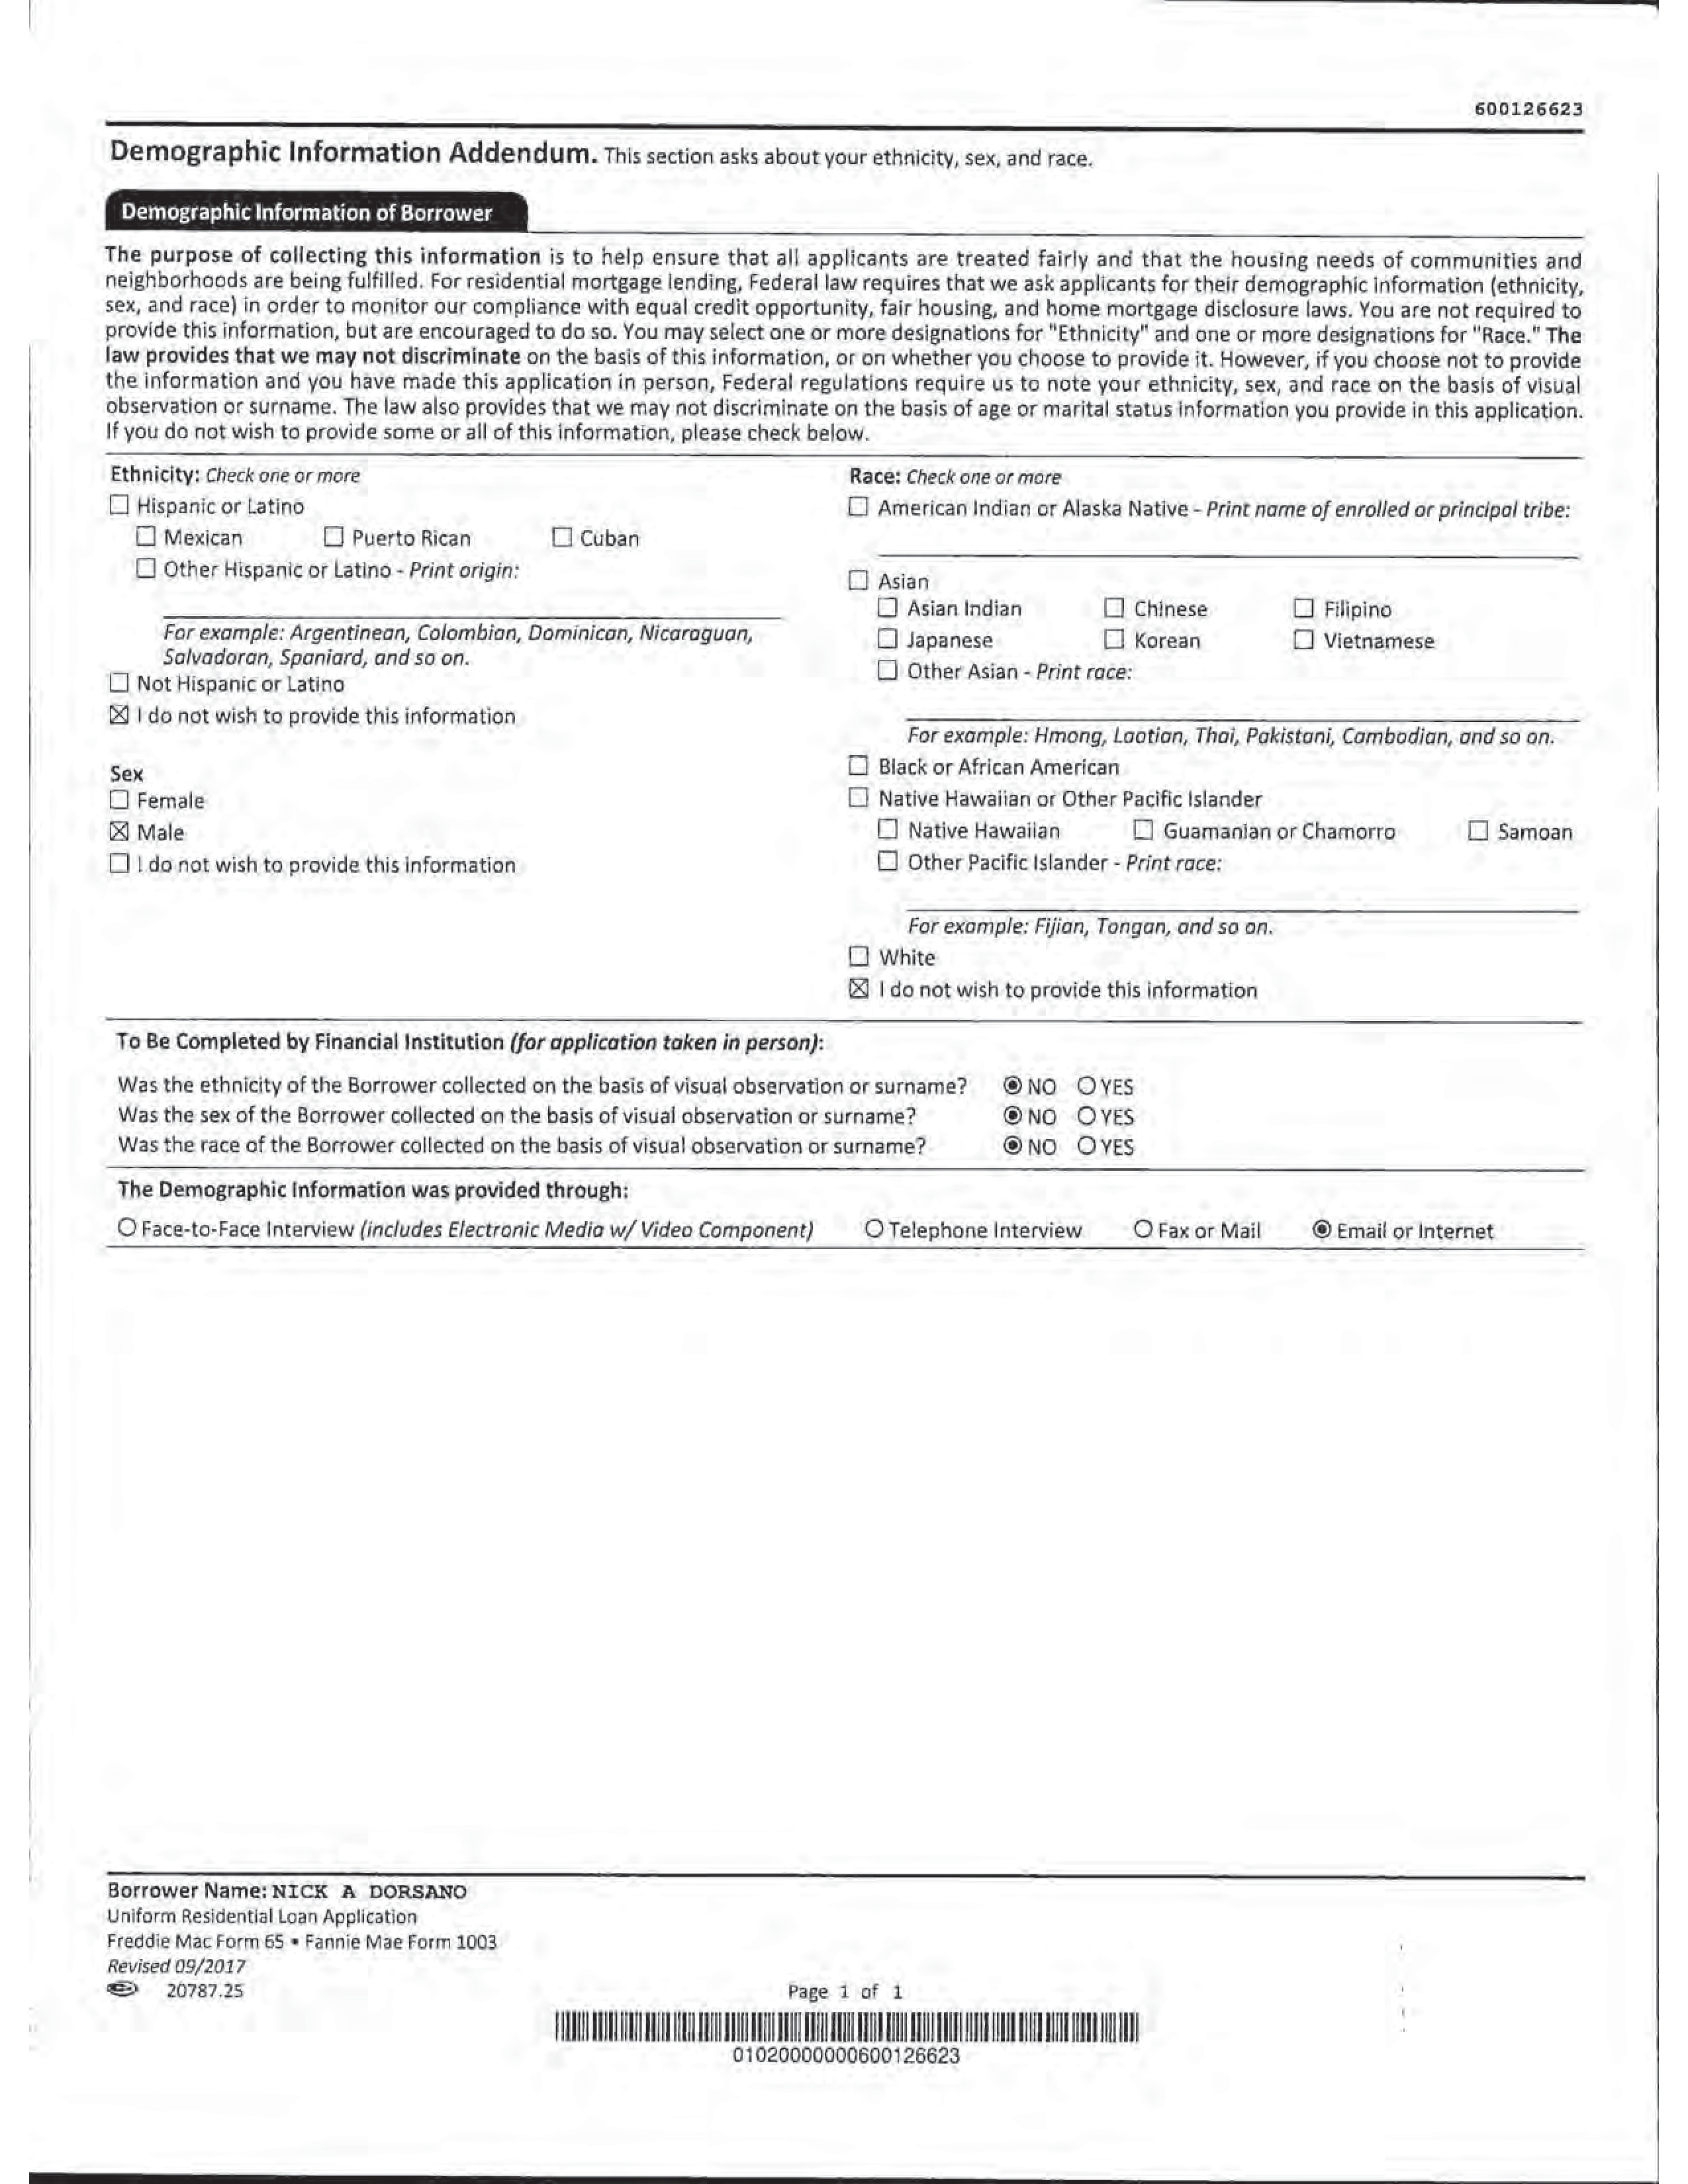 600126623
Demographic Information Addendum. This section asks about your ethnicity, sex, and race.
Demographic Information of Borrower
The purpose of collecting this information is to help ensure that all applicants are treated fairly and that the housing needs of communities and
neighborhoods are being fulfilled. For residential mortgage lending, Federal law requires that we ask applicants for their demographic information (ethnicity,
sex, and race) in order to monitor our compliance with equal credit opportunity, fair housing, and home mortgage disclosure laws. You are not required to
provide this information, but are encouraged to do so. You may select one or more designations for "Ethnicity" and one or more designations for "Race." The
law provides that we may not discriminate on the basis of this information, or on whether you choose to provide it. However, if you choose not to provide
the information and you have made this application in person, Federal regulations require us to note your ethnicity, sex, and race on the basis of visual
observation or surname. The law also provides that we may not discriminate on the basis of age or marital status information you provide in this application.
If you do not wish to provide some or all of this information, please check below.
Ethnicity: Check one or more
☐ Hispanic or Latino
☐ Mexican ☐ Puerto Rican ☐ Cuban
☐ Other Hispanic or Latino - Print origin:
For example: Argentinean, Colombian, Dominican, Nicaraguan,
Salvadoran, Spaniard, and so on.
☐ Not Hispanic or Latino
☒ I do not wish to provide this information
Sex
☐ Female
☒ Male
☐ I do not wish to provide this information
Race: Check one or more
☐ American Indian or Alaska Native - Print name of enrolled or principal tribe:
☐ Asian
☐ Asian Indian ☐ Chinese ☐ Filipino
☐ Japanese ☐ Korean ☐ Vietnamese
☐ Other Asian - Print race:
For example: Hmong, Laotian, Thai, Pakistani, Cambodian, and so on.
☐ Black or African American
☐ Native Hawaiian or Other Pacific Islander
☐ Native Hawaiian ☐ Guamanian or Chamorro ☐ Samoan
☐ Other Pacific Islander - Print race:
For example: Fijian, Tongan, and so on.
☐ White
☒ I do not wish to provide this information
To Be Completed by Financial Institution (for application taken in person):
Was the ethnicity of the Borrower collected on the basis of visual observation or surname? ◉ NO ○ YES
Was the sex of the Borrower collected on the basis of visual observation or surname? ◉ NO ○ YES
Was the race of the Borrower collected on the basis of visual observation or surname? ◉ NO ○ YES
The Demographic Information was provided through:
○ Face-to-Face Interview (includes Electronic Media w/ Video Component) ○ Telephone Interview ○ Fax or Mail ◉ Email or Internet
Borrower Name: NICK A DORSANO
Uniform Residential Loan Application
Freddie Mac Form 65 • Fannie Mae Form 1003
Revised 09/2017
20787.25
Page 1 of 1
01020000000600126623